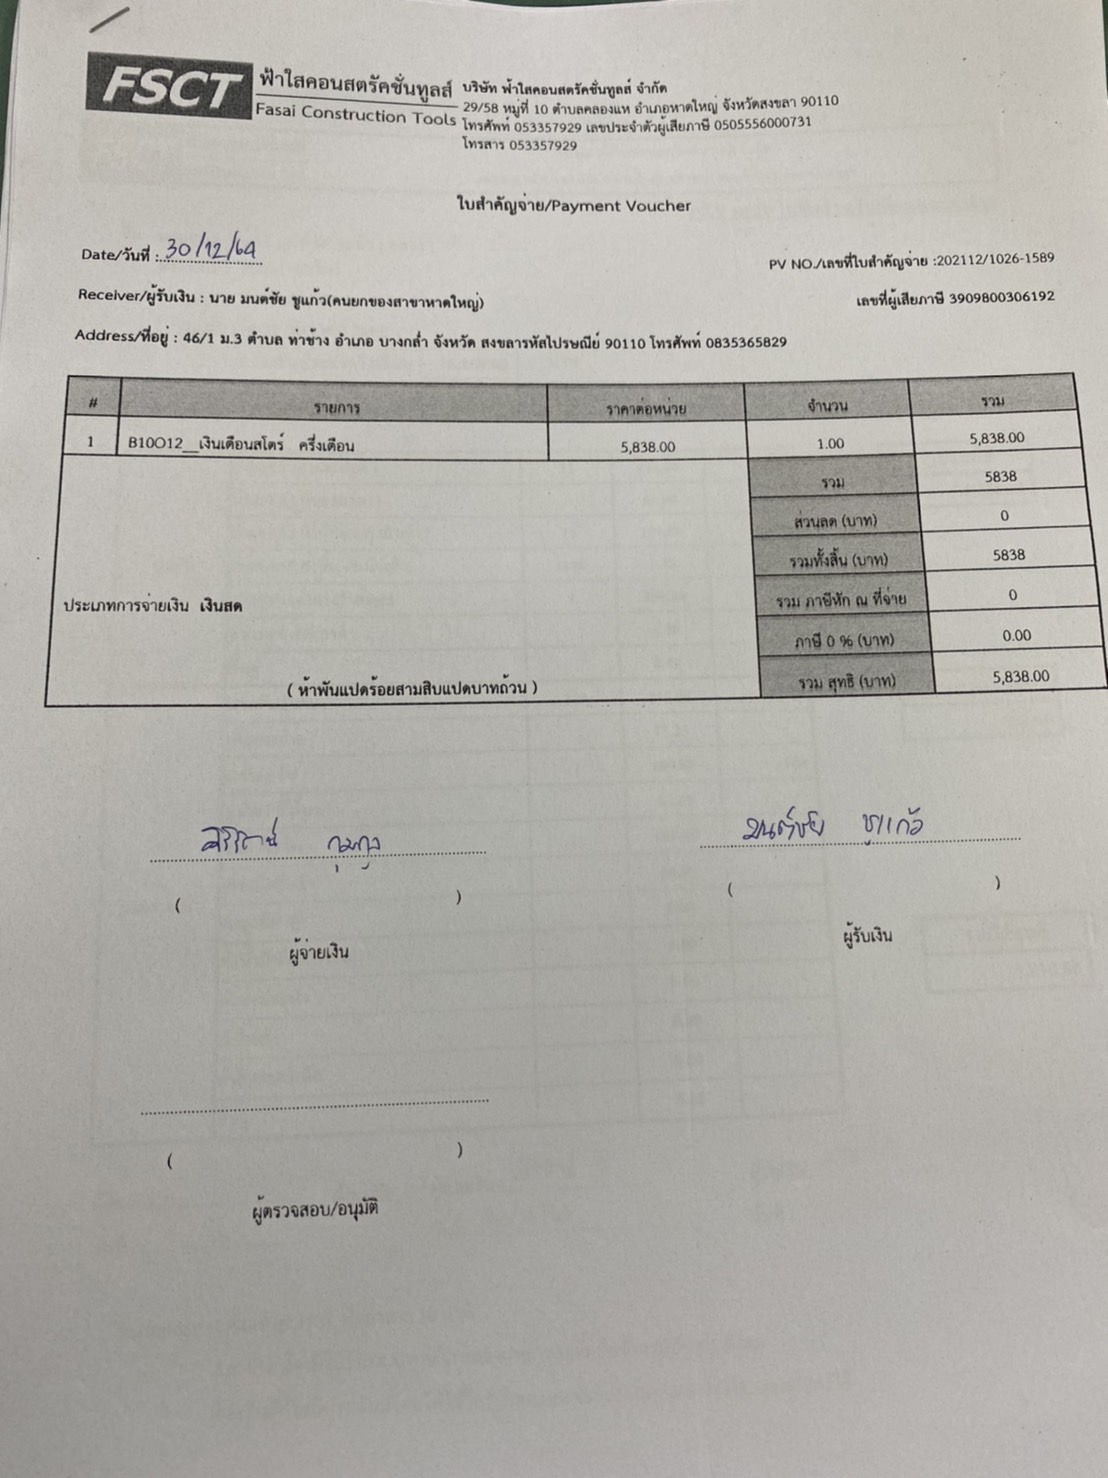 FSCT ฟ้าใสคอนสตรัคชั่นทูลส์
Fasai Construction Tools
บริษัท ฟ้าใสคอนสตรัคชั่นทูลส์ จำกัด
29/58 หมู่ที่ 10 ตำบลคลองแห อำเภอหาดใหญ่ จังหวัดสงขลา 90110
โทรศัพท์ 053357929 เลขประจำตัวผู้เสียภาษี 0505556000731
โทรสาร 053357929
ใบสำคัญจ่าย/Payment Voucher
Date/วันที่ : 30/12/64
PV NO./เลขที่ใบสำคัญจ่าย :202112/1026-1589
Receiver/ผู้รับเงิน : นาย มนต์ชัย ชูแก้ว(คนยกของสาขาหาดใหญ่)
เลขที่ผู้เสียภาษี 3909800306192
Address/ที่อยู่ : 46/1 ม.3 ตำบล ท่าช้าง อำเภอ บางกล่ำ จังหวัด สงขลารหัสไปรษณีย์ 90110 โทรศัพท์ 0835365829
# รายการ ราคาต่อหน่วย จำนวน รวม
1 B10O12__เงินเดือนสโตร์ ครึ่งเดือน 5,838.00 1.00 5,838.00
รวม 5838
ส่วนลด (บาท) 0
รวมทั้งสิ้น (บาท) 5838
ประเภทการจ่ายเงิน เงินสด
รวม ภาษีหัก ณ ที่จ่าย 0
ภาษี 0 % (บาท) 0.00
( ห้าพันแปดร้อยสามสิบแปดบาทถ้วน )
รวม สุทธิ (บาท) 5,838.00
มนต์ชัย ชูแก้ว
( ) ( )
ผู้จ่ายเงิน ผู้รับเงิน
( )
ผู้ตรวจสอบ/อนุมัติ